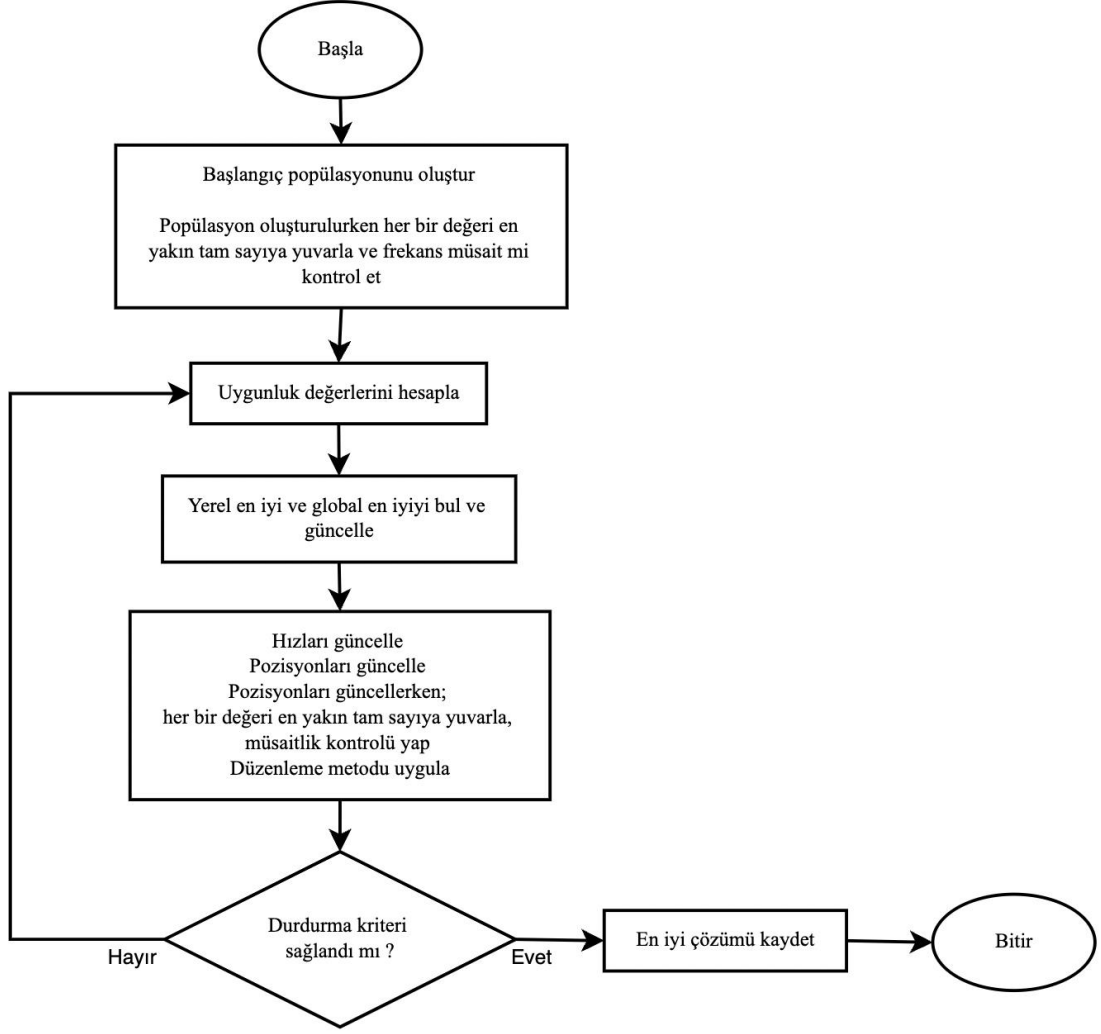 Başla
Başlangıç popülasyonunu oluştur
Popülasyon oluşturulurken her bir değeri en
yakın tam sayıya yuvarla ve frekans müsait mi
kontrol et
Uygunluk değerlerini hesapla
Yerel en iyi ve global en iyiyi bul ve
güncelle
Hızları güncelle
Pozisyonları güncelle
Pozisyonları güncellerken;
her bir değeri en yakın tam sayıya yuvarla,
müsaitlik kontrolü yap
Düzenleme metodu uygula
Durdurma kriteri
sağlandı mı ?
Hayır
Evet
En iyi çözümü kaydet
Bitir